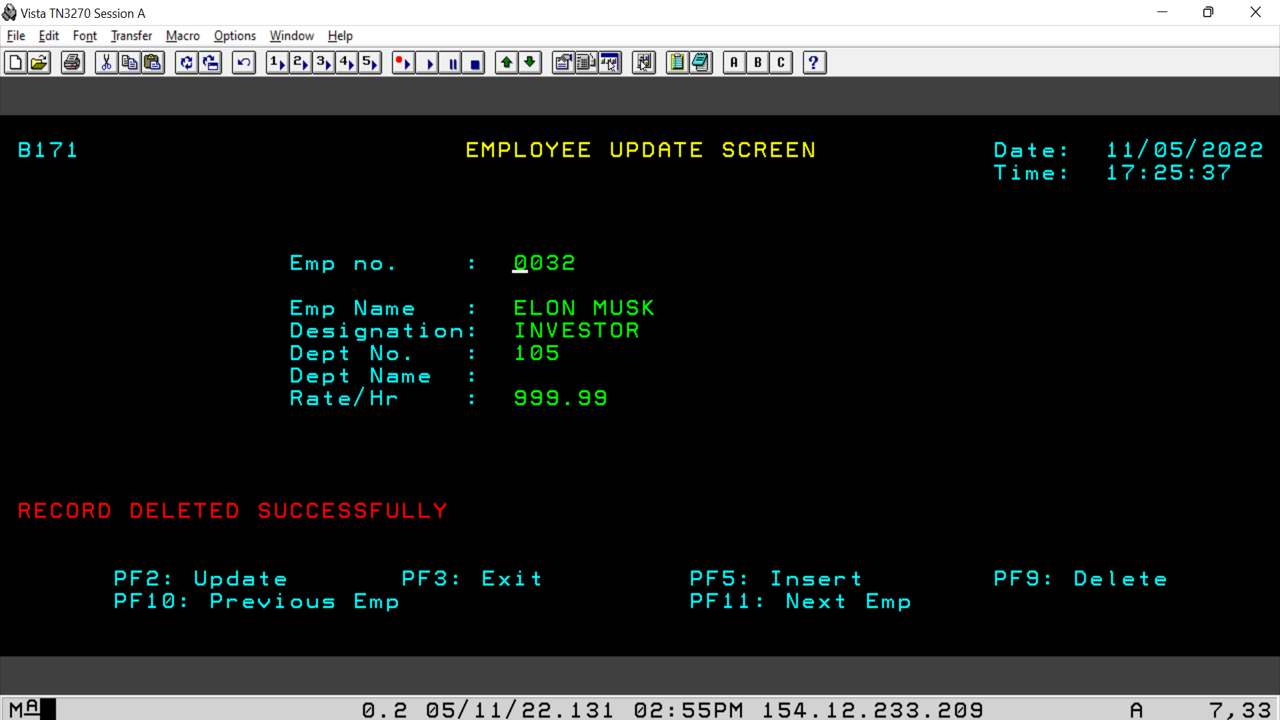 Vista TN3270 Session A
File Edit Font Transfer Macro Options Window Help
1 2 3 4 5 A B C ?
B171 EMPLOYEE UPDATE SCREEN Date: 11/05/2022
Time: 17:25:37
Emp no. : 0032
Emp Name : ELON MUSK
Designation: INVESTOR
Dept No. : 105
Dept Name :
Rate/Hr : 999.99
RECORD DELETED SUCCESSFULLY
PF2: Update PF3: Exit PF5: Insert PF9: Delete
PF10: Previous Emp PF11: Next Emp
MA 0.2 05/11/22.131 02:55PM 154.12.233.209 A 7,33